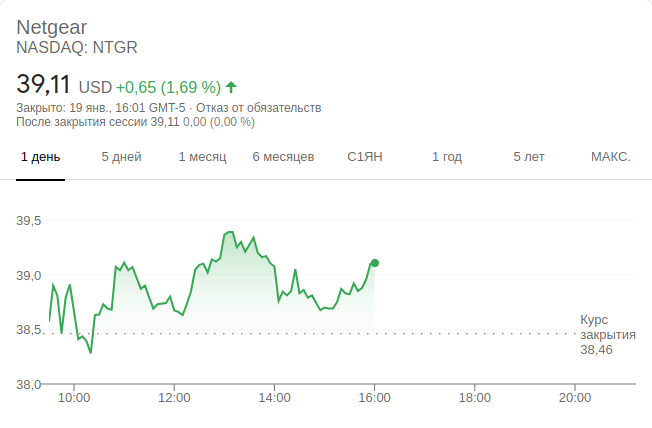 Netgear
NASDAQ: NTGR
39,11 USD +0,65 (1,69 %)
Закрыто: 19 янв., 16:01 GMT-5 · Отказ от обязательств
После закрытия сессии 39,11 0,00 (0,00 %)
1 день 5 дней 1 месяц 6 месяцев С1ЯН 1 год 5 лет МАКС.
39,5
39,0
38,5
Курс
закрытия
38,46
38,0
10:00 12:00 14:00 16:00 18:00 20:00